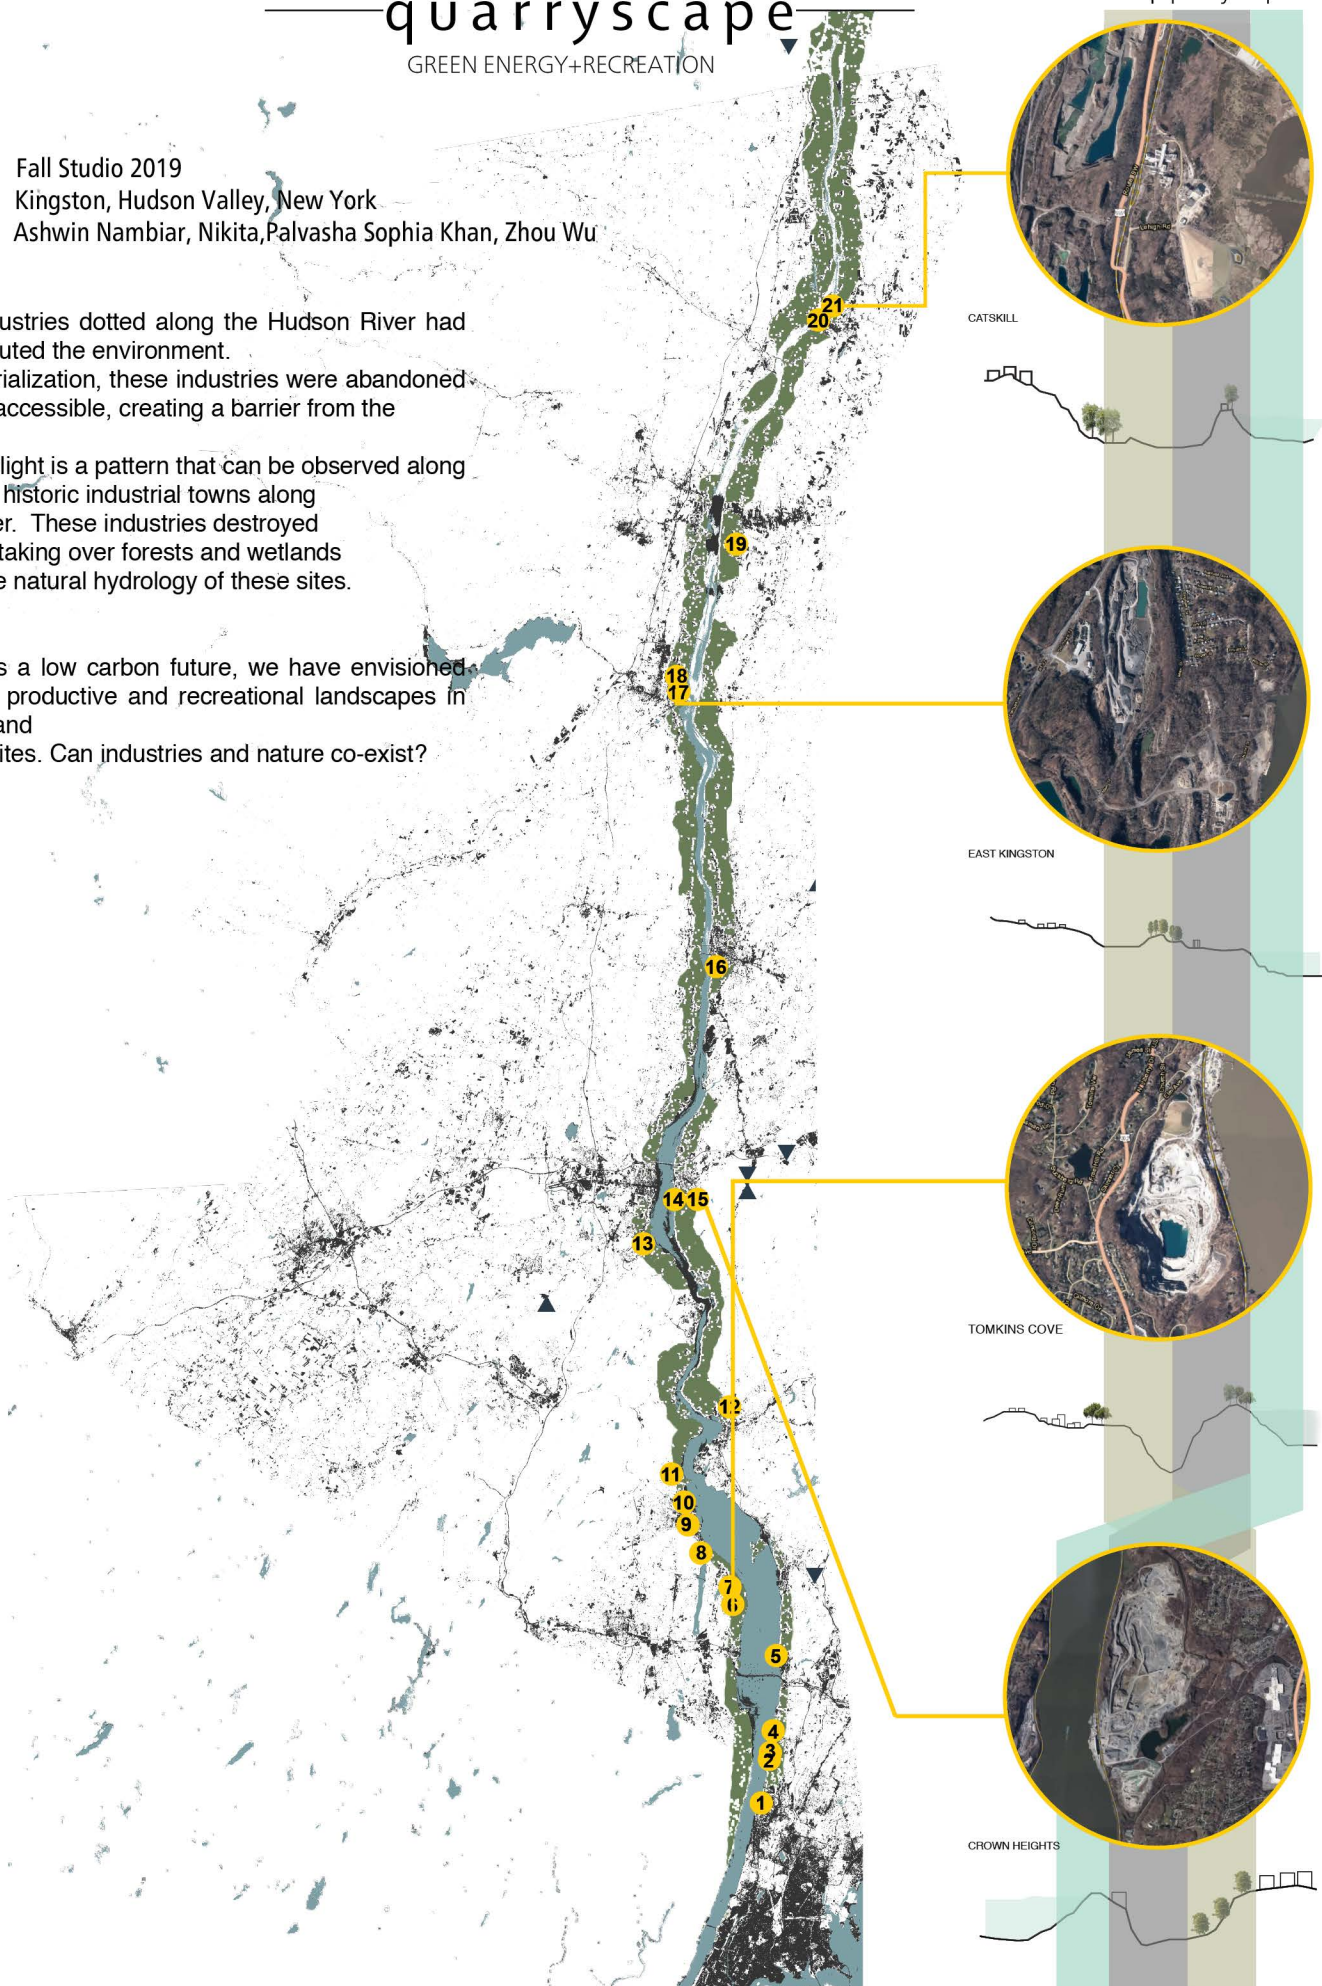 quarryscape
GREEN ENERGY+RECREATION
Fall Studio 2019
Kingston, Hudson Valley, New York
Ashwin Nambiar, Nikita,Palvasha Sophia Khan, Zhou Wu
ustries dotted along the Hudson River had
uted the environment.
rialization, these industries were abandoned
accessible, creating a barrier from the
light is a pattern that can be observed along
historic industrial towns along
er. These industries destroyed
taking over forests and wetlands
e natural hydrology of these sites.
s a low carbon future, we have envisioned
productive and recreational landscapes in
and
ites. Can industries and nature co-exist?
21
20
19
18
17
16
14 15
13
12
11
10
9
8
7
6
5
4
3
2
1
Lehigh Rd
CATSKILL
EAST KINGSTON
TOMKINS COVE
CROWN HEIGHTS